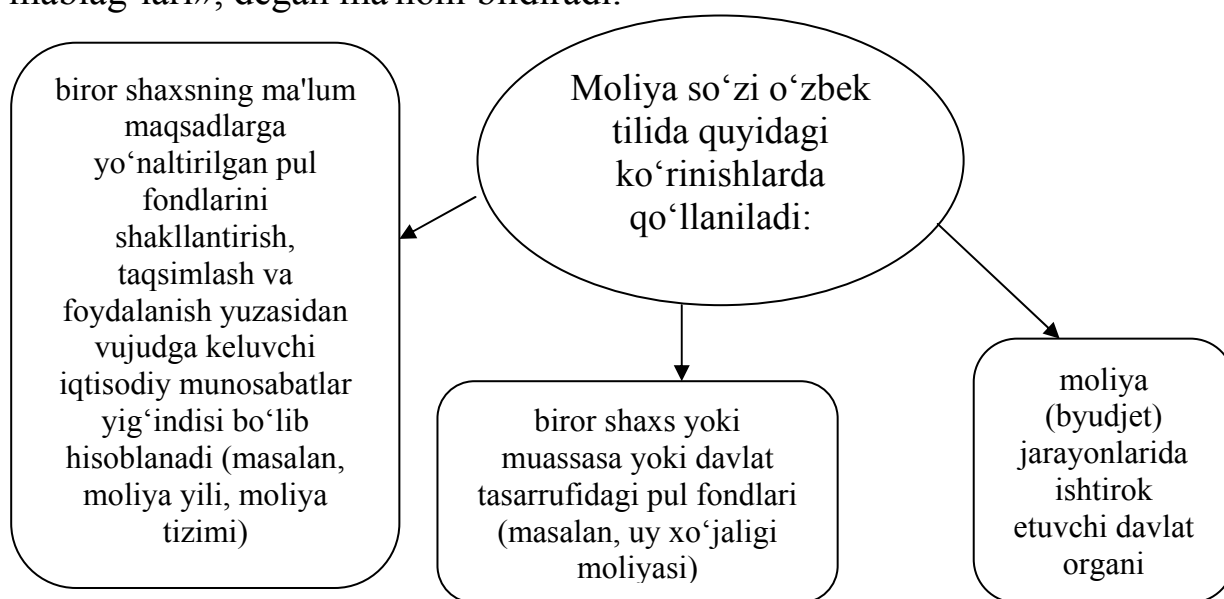 mablag‘lari», degan ma'noni bildiradi.
Moliya so‘zi o‘zbek
tilida quyidagi
ko‘rinishlarda
qo‘llaniladi:
biror shaxsning ma'lum
maqsadlarga
yo‘naltirilgan pul
fondlarini
shakllantirish,
taqsimlash va
foydalanish yuzasidan
vujudga keluvchi
iqtisodiy munosabatlar
yig‘indisi bo‘lib
hisoblanadi (masalan,
moliya yili, moliya
tizimi)
biror shaxs yoki
muassasa yoki davlat
tasarrufidagi pul fondlari
(masalan, uy xo‘jaligi
moliyasi)
moliya
(byudjet)
jarayonlarida
ishtirok
etuvchi davlat
organi